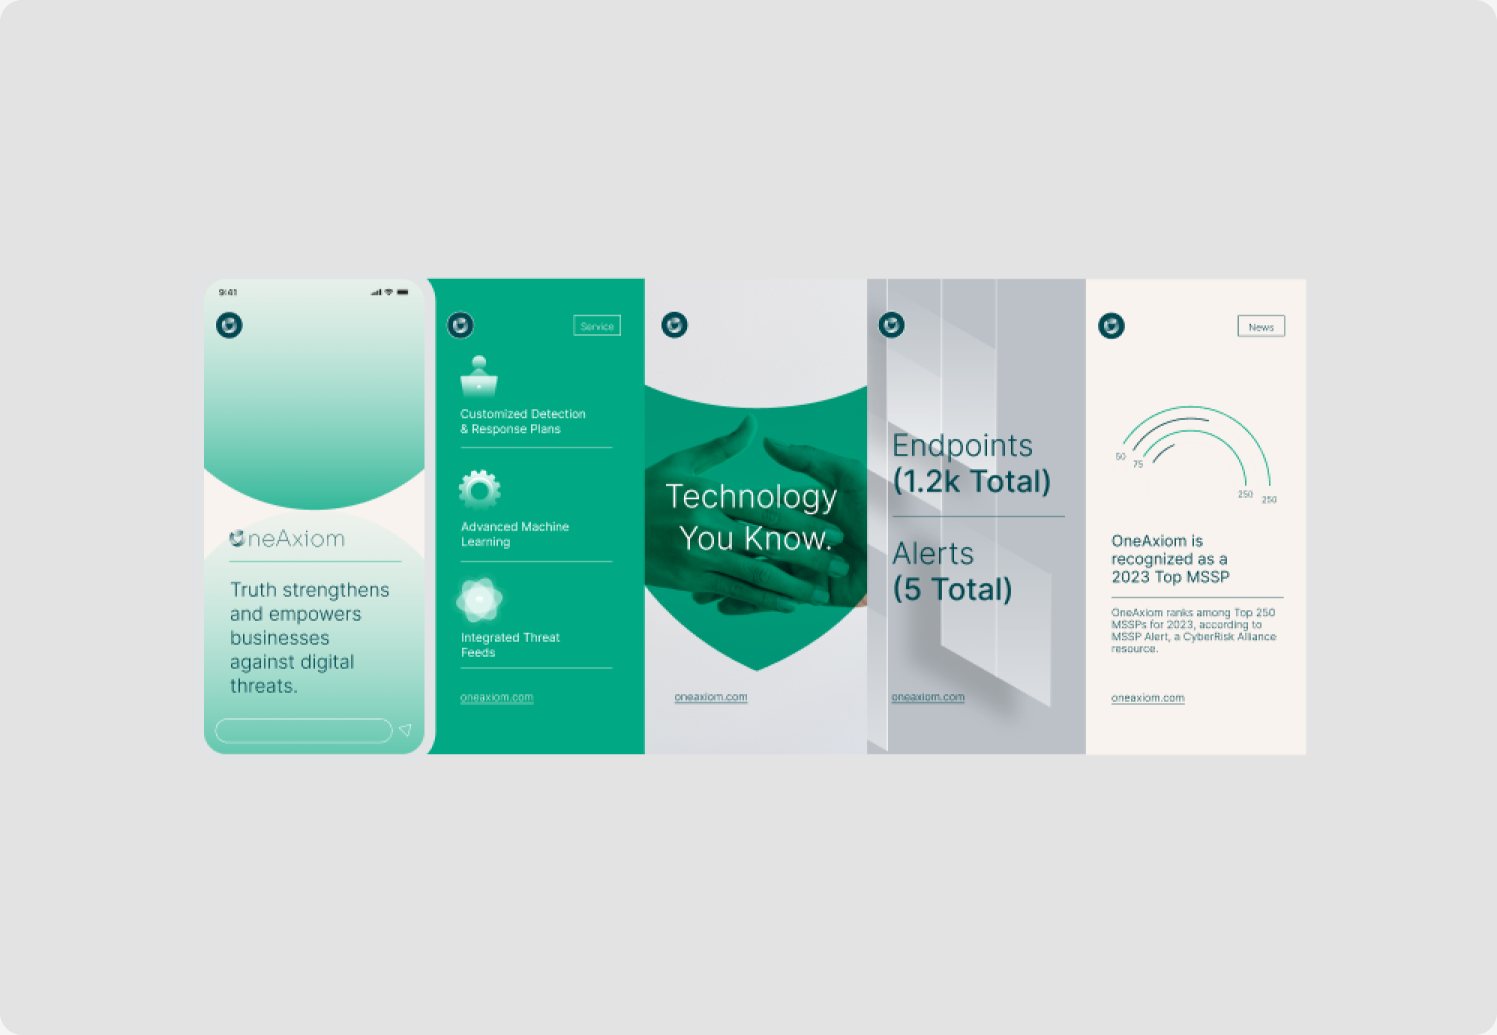 9:41
OneAxiom
Truth strengthens
and empowers
businesses
against digital
threats.
Service
Customized Detection
& Response Plans
Advanced Machine
Learning
Integrated Threat
Feeds
oneaxiom.com
Technology
You Know.
oneaxiom.com
Endpoints
(1.2k Total)
Alerts
(5 Total)
oneaxiom.com
News
50
75
250
250
OneAxiom is
recognized as a
2023 Top MSSP
OneAxiom ranks among Top 250
MSSPs for 2023, according to
MSSP Alert, a CyberRisk Alliance
resource.
oneaxiom.com